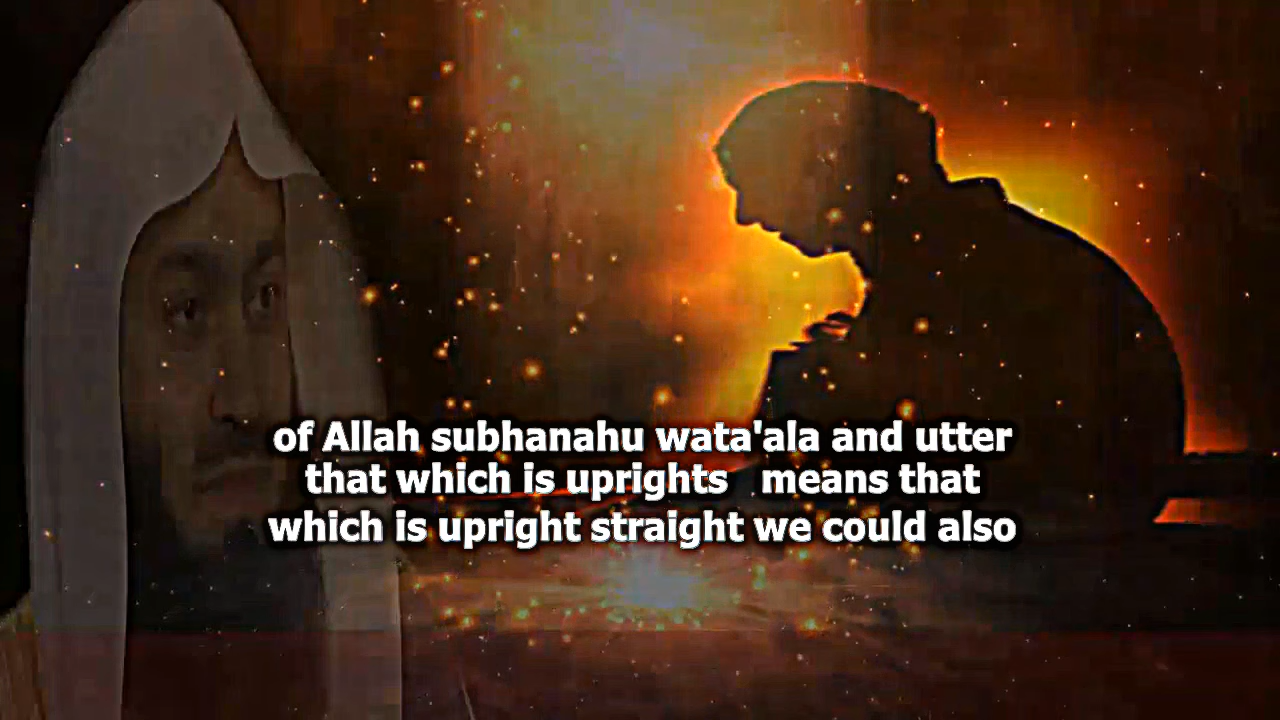 of Allah subhanahu wata'ala and utter
that which is uprights means that
which is upright straight we could also